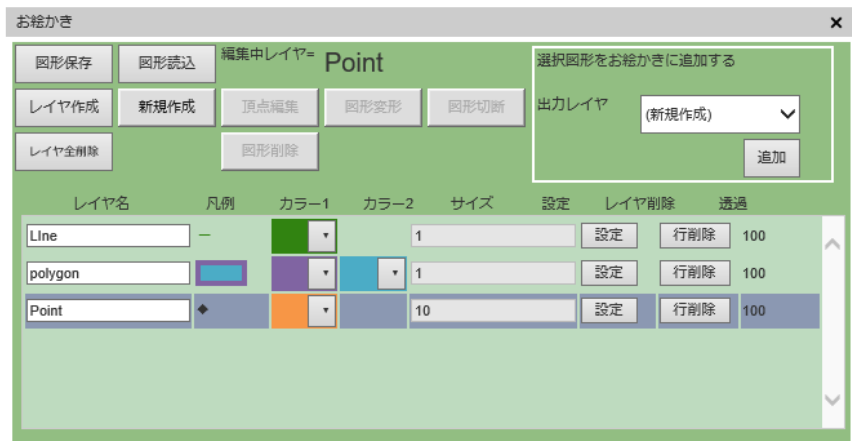 お絵かき ×
図形保存 図形読込 編集中レイヤ= Point 選択図形をお絵かきに追加する
レイヤ作成 新規作成 頂点編集 図形変形 図形切断 出力レイヤ (新規作成)
レイヤ全削除 図形削除 追加
レイヤ名 凡例 カラー1 カラー2 サイズ 設定 レイヤ削除 透過
LIne 1 設定 行削除 100
polygon 1 設定 行削除 100
Point 10 設定 行削除 100